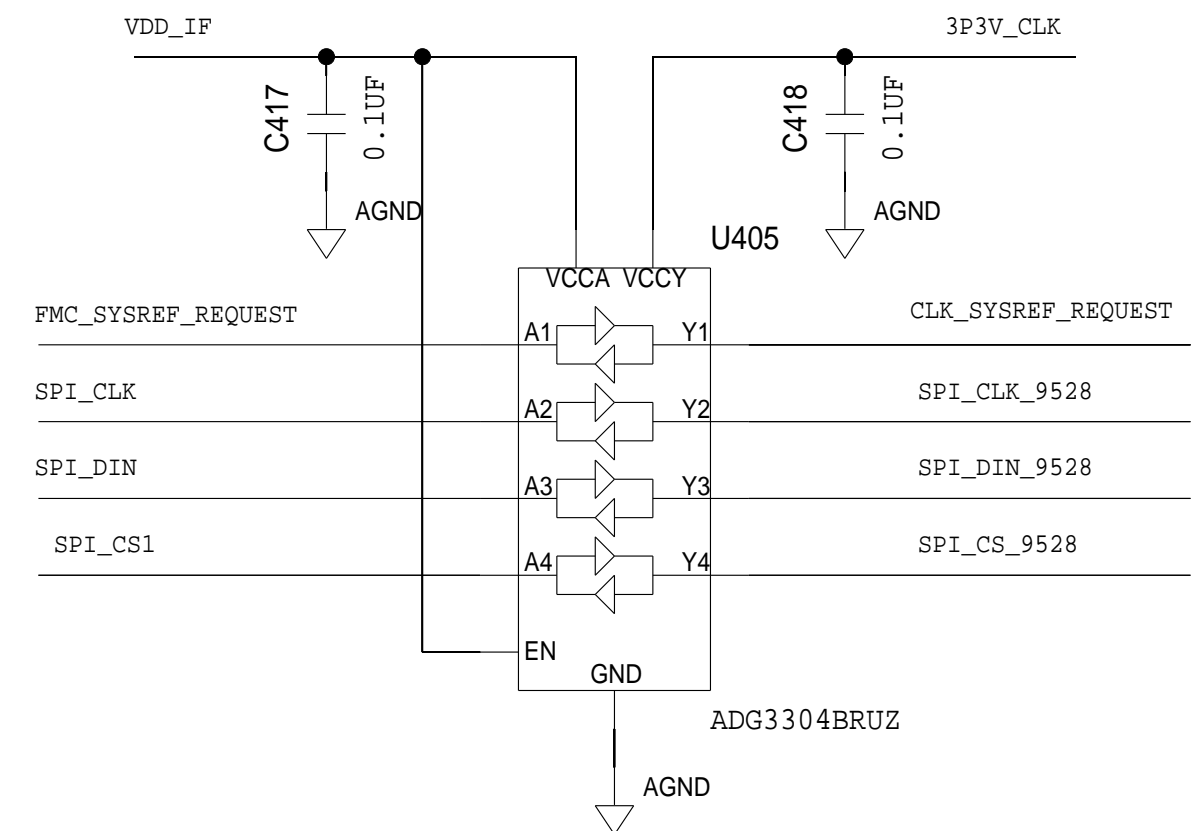 VDD_IF
3P3V_CLK
C417
0.1UF
C418
0.1UF
AGND
AGND
U405
VCCA VCCY
FMC_SYSREF_REQUEST
A1
Y1
CLK_SYSREF_REQUEST
SPI_CLK
A2
Y2
SPI_CLK_9528
SPI_DIN
A3
Y3
SPI_DIN_9528
SPI_CS1
A4
Y4
SPI_CS_9528
EN
GND
ADG3304BRUZ
AGND